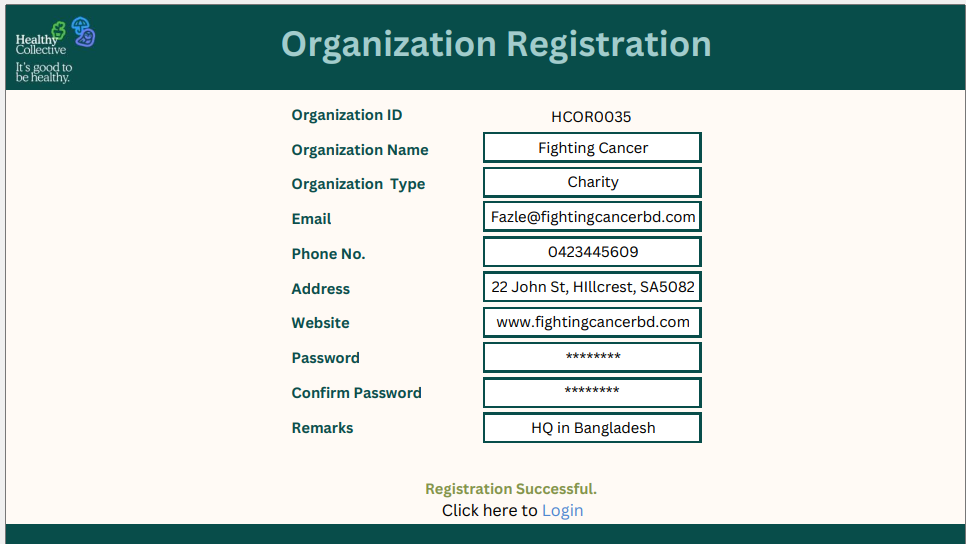 Healthy
Collective
It's good to
be healthy.
Organization Registration
Organization ID HCOR0035
Organization Name Fighting Cancer
Organization Type Charity
Email Fazle@fightingcancerbd.com
Phone No. 0423445609
Address 22 John St, HIllcrest, SA5082
Website www.fightingcancerbd.com
Password ********
Confirm Password ********
Remarks HQ in Bangladesh
Registration Successful.
Click here to Login